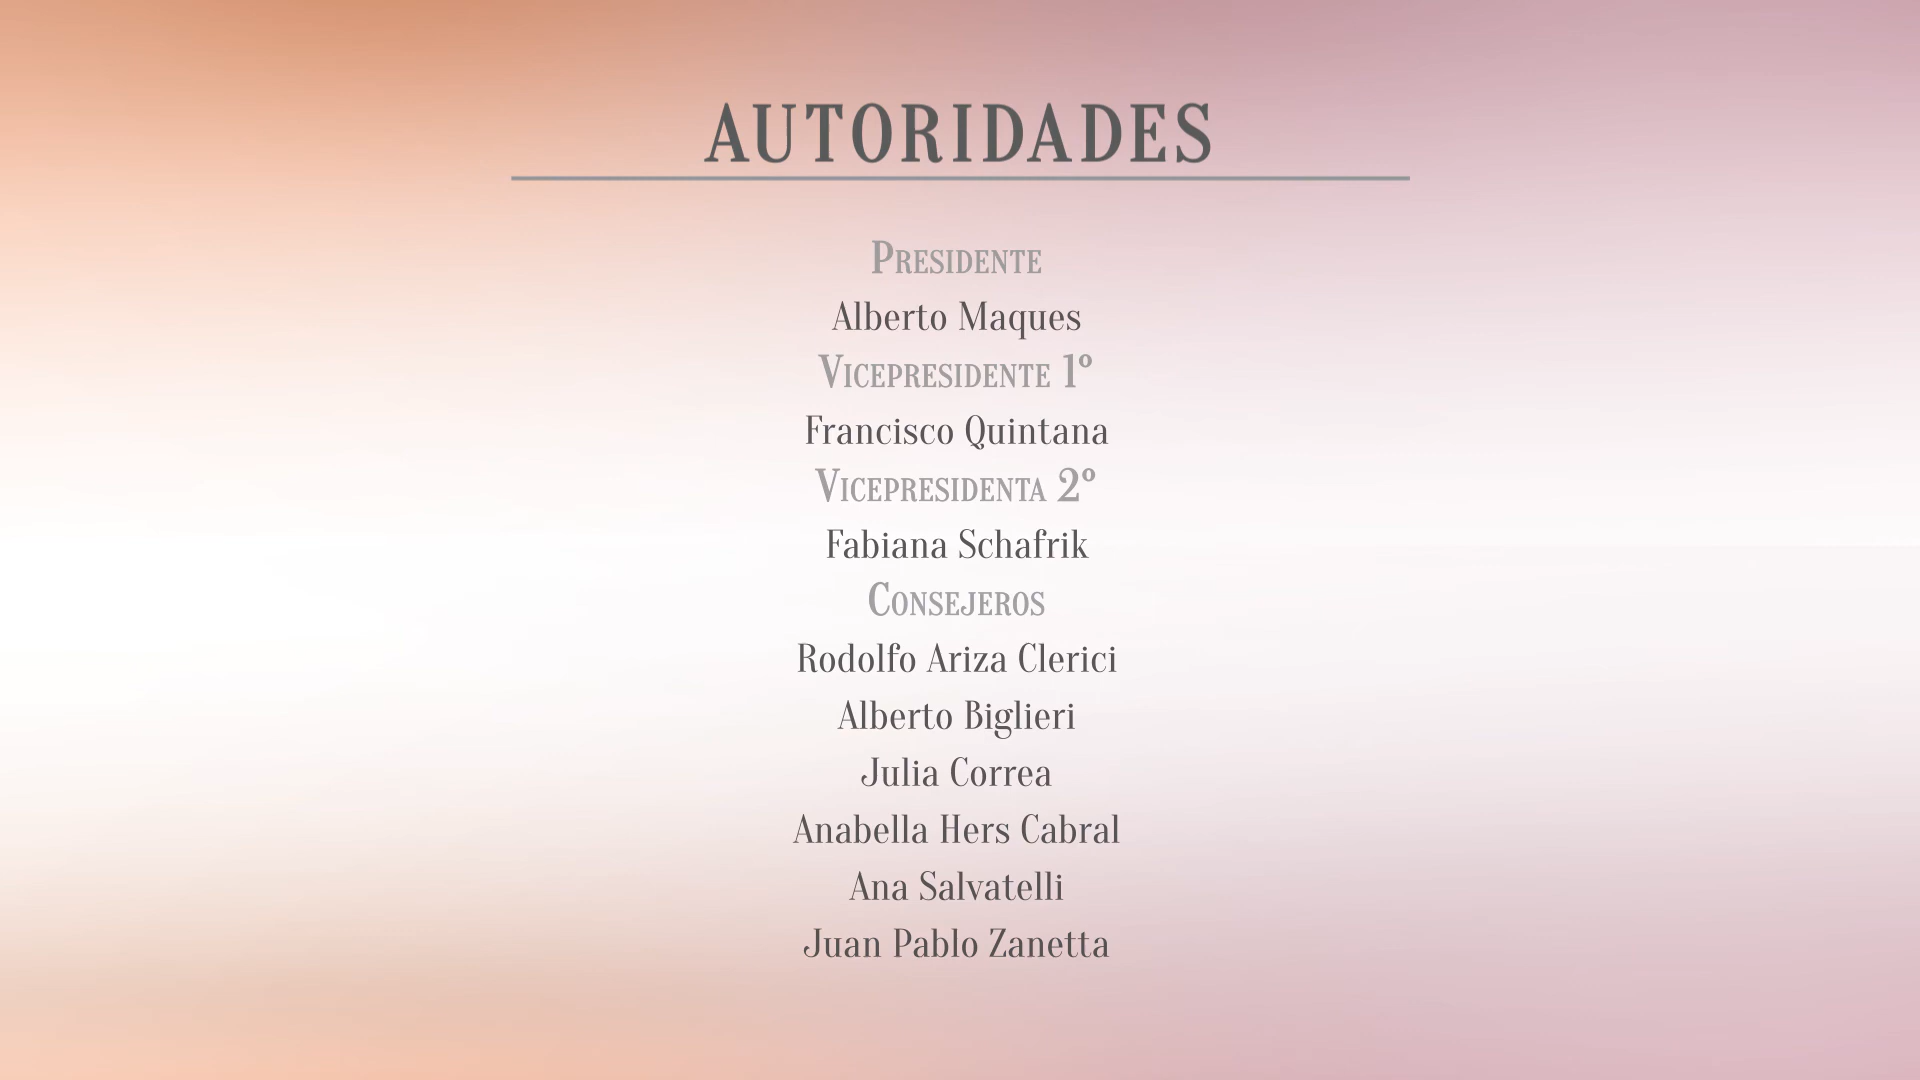 AUTORIDADES
Presidente
Alberto Maques
Vicepresidente 1º
Francisco Quintana
Vicepresidenta 2º
Fabiana Schafrik
Consejeros
Rodolfo Ariza Clerici
Alberto Biglieri
Julia Correa
Anabella Hers Cabral
Ana Salvatelli
Juan Pablo Zanetta